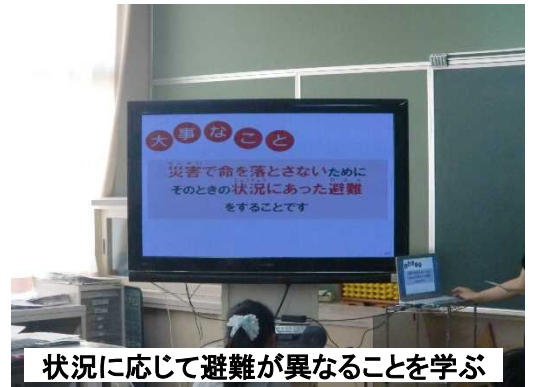 大事なこと
災害で命を落とさないために
そのときの状況にあった避難
をすることです
状況に応じて避難が異なることを学ぶ